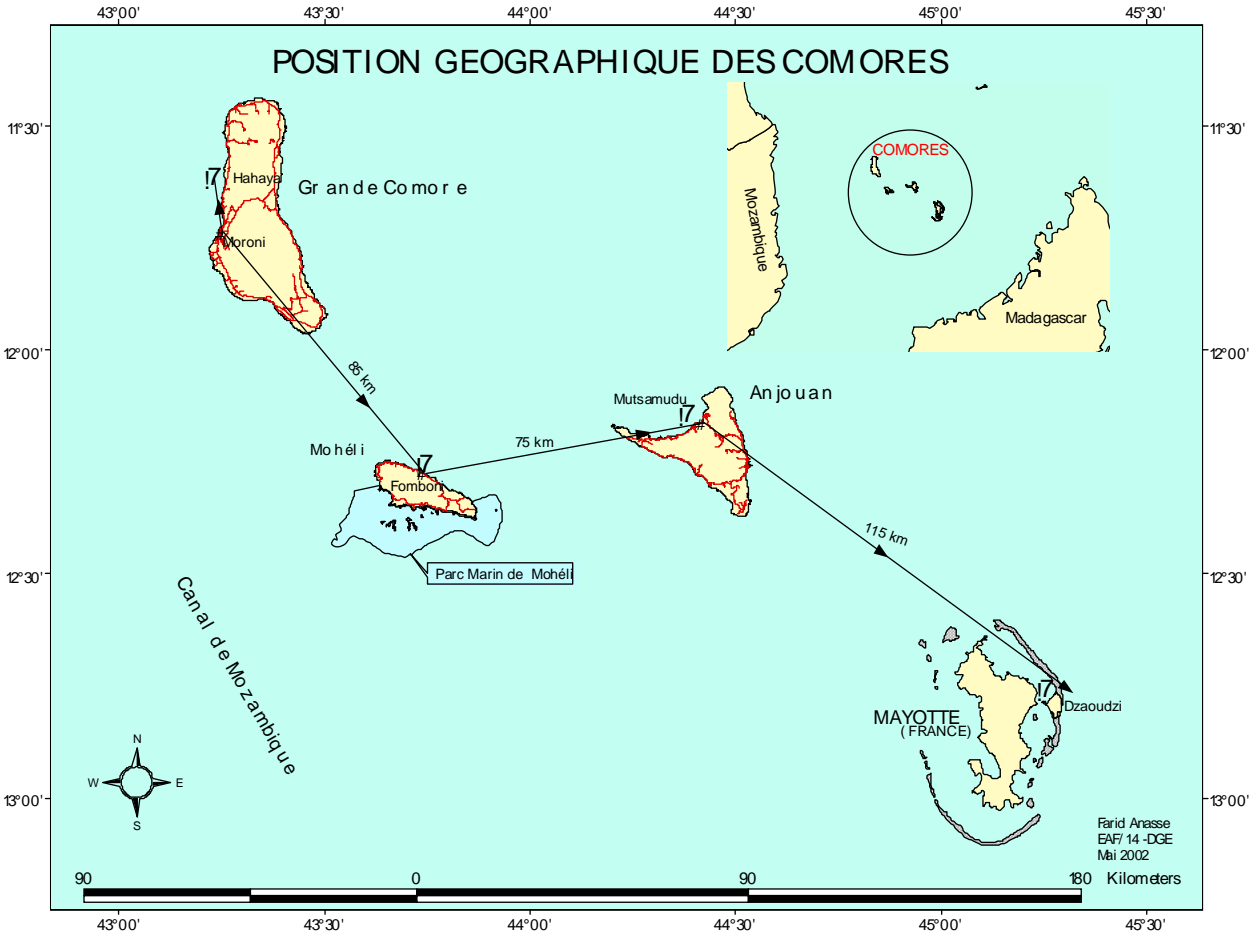 43°00' 43°30' 44°00' 44°30' 45°00' 45°30'
POSITION GEOGRAPHIQUE DES COMORES
11°30' 11°30'
COMORES
!7
Hahaya
Grande Comore
Mozambique
Moroni
Madagascar
12°00' 12°00'
85 km
Anjouan
Mutsamudu
!7
#
75 km
Mohéli
!7
#
Fomboni
115 km
12°30' 12°30'
Parc Marin de Mohéli
Canal de Mozambique
!7
Dzaoudzi
MAYOTTE
(FRANCE)
N
W E
S
13°00' 13°00'
Farid Anasse
EAF/14-DGE
Mai 2002
90 0 90 180 Kilometers
43°00' 43°30' 44°00' 44°30' 45°00' 45°30'